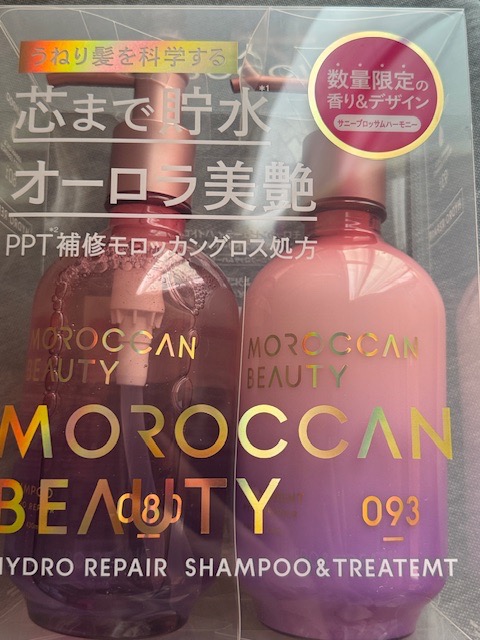 うねり髪を科学する
芯まで貯水*1
オーロラ美艶
PPT*2補修モロッカングロス処方
数量限定の
香り&デザイン
サニーブロッサムハーモニー
MOROCCAN
BEAUTY
MOROCCAN
BEAUTY
MOROCCAN
BEAUTY
080
093
HYDRO REPAIR SHAMPOO&TREATEMT